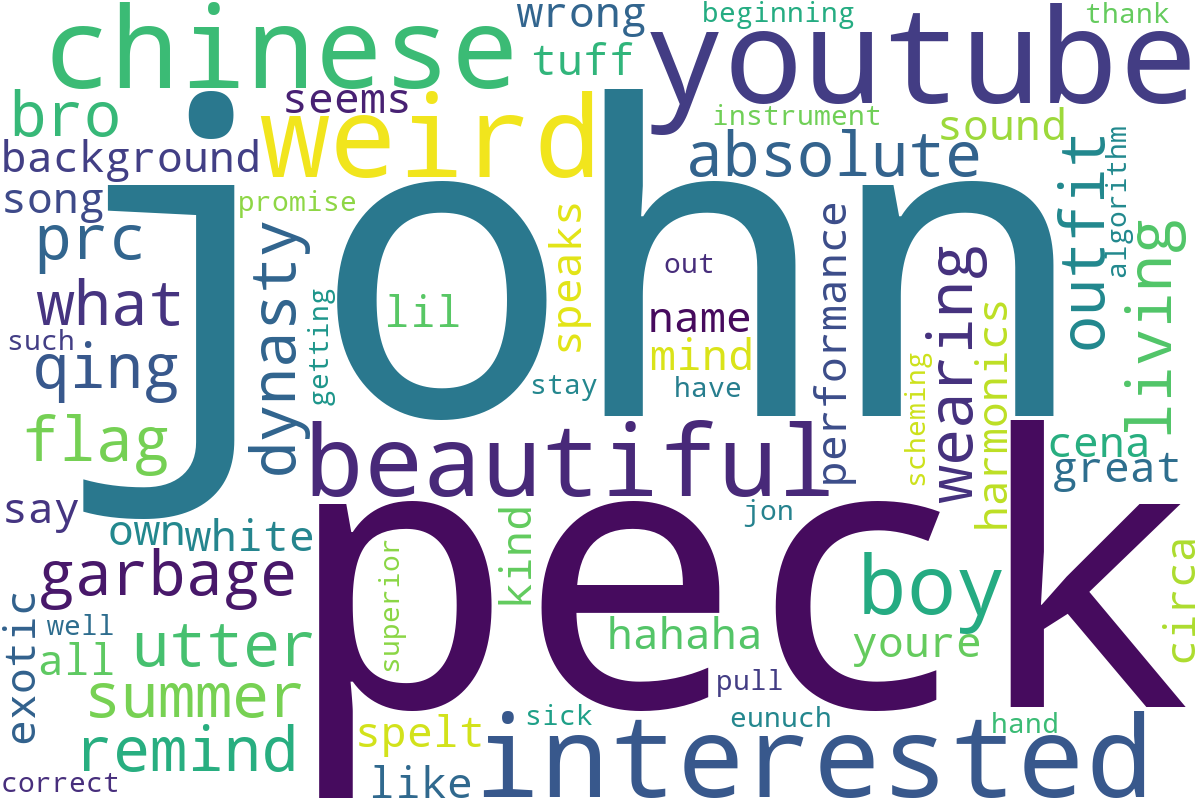 wrong
beginning
thank
chinese
youtube
tuff
bro
seems
weird
instrument
sound
background
absolute
outfit
algorithm
song
promise
john
prc
dynasty
speaks
performance
living
what
out
wearing
lil
name
such
qing
getting
mind
harmonics
stay
have
scheming
flag
beautiful
cena
great
peck
say
jon
own
white
kind
garbage
superior
boy
circa
exotic
well
utter
hahaha
youre
all
summer
pull
remind
spelt
sick
eunuch
hand
interested
like
correct